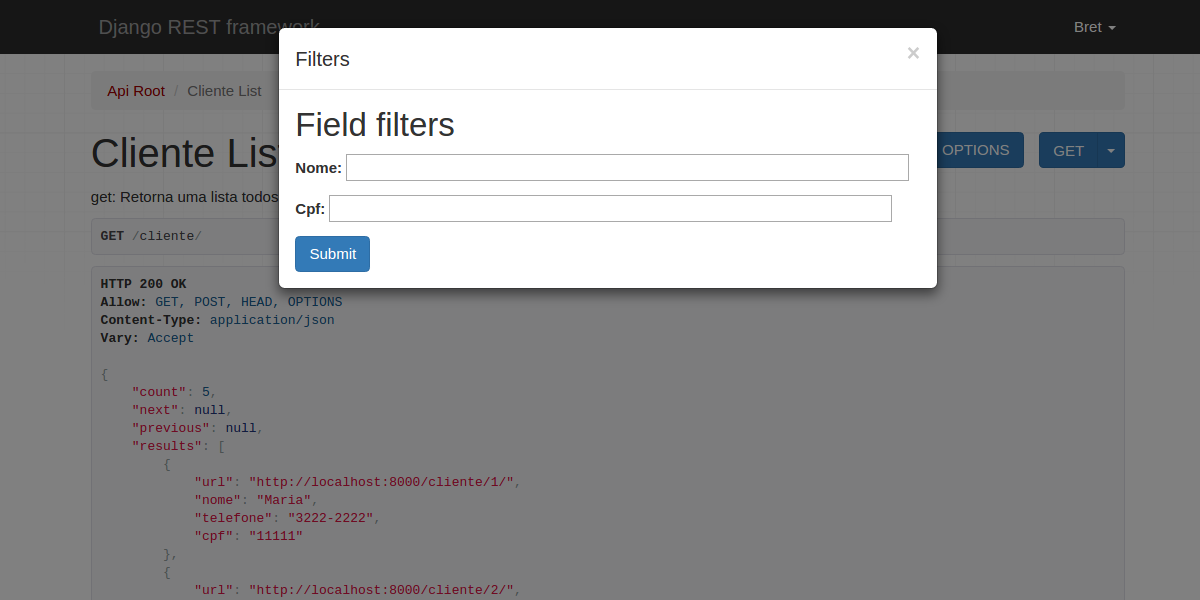 Django REST framework
Bret
Filters ×
Api Root / Cliente List
Field filters
Cliente Lis
OPTIONS
GET
Nome:
get: Retorna uma lista todos
Cpf:
GET /cliente/
Submit
HTTP 200 OK
Allow: GET, POST, HEAD, OPTIONS
Content-Type: application/json
Vary: Accept
{
"count": 5,
"next": null,
"previous": null,
"results": [
{
"url": "http://localhost:8000/cliente/1/",
"nome": "Maria",
"telefone": "3222-2222",
"cpf": "11111"
},
{
"url": "http://localhost:8000/cliente/2/",